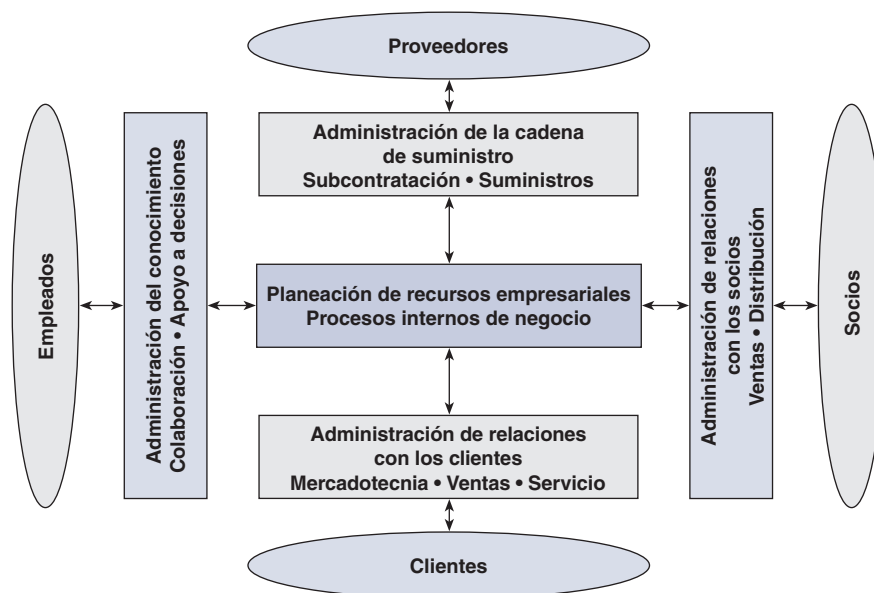 Proveedores
Administración de la cadena
de suministro
Subcontratación • Suministros
Empleados
Administración del conocimiento
Colaboración • Apoyo a decisiones
Planeación de recursos empresariales
Procesos internos de negocio
Administración de relaciones
con los socios
Ventas • Distribución
Socios
Administración de relaciones
con los clientes
Mercadotecnia • Ventas • Servicio
Clientes